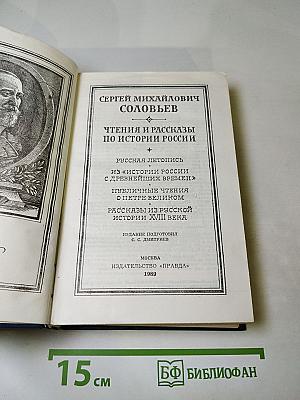 СЕРГЕЙ МИХАЙЛОВИЧ
СОЛОВЬЕВ
ЧТЕНИЯ И РАССКАЗЫ
ПО ИСТОРИИ РОССИИ
РУССКАЯ ЛЕТОПИСЬ
ИЗ «ИСТОРИИ РОССИИ
С ДРЕВНЕЙШИХ ВРЕМЕН»
ПУБЛИЧНЫЕ ЧТЕНИЯ
О ПЕТРЕ ВЕЛИКОМ
РАССКАЗЫ ИЗ РУССКОЙ
ИСТОРИИ XVIII ВЕКА
ИЗДАНИЕ ПОДГОТОВИЛ
С. С. ДМИТРИЕВ
МОСКВА
ИЗДАТЕЛЬСТВО «ПРАВДА»
1989
15 см
БФ БИБЛИОФАН